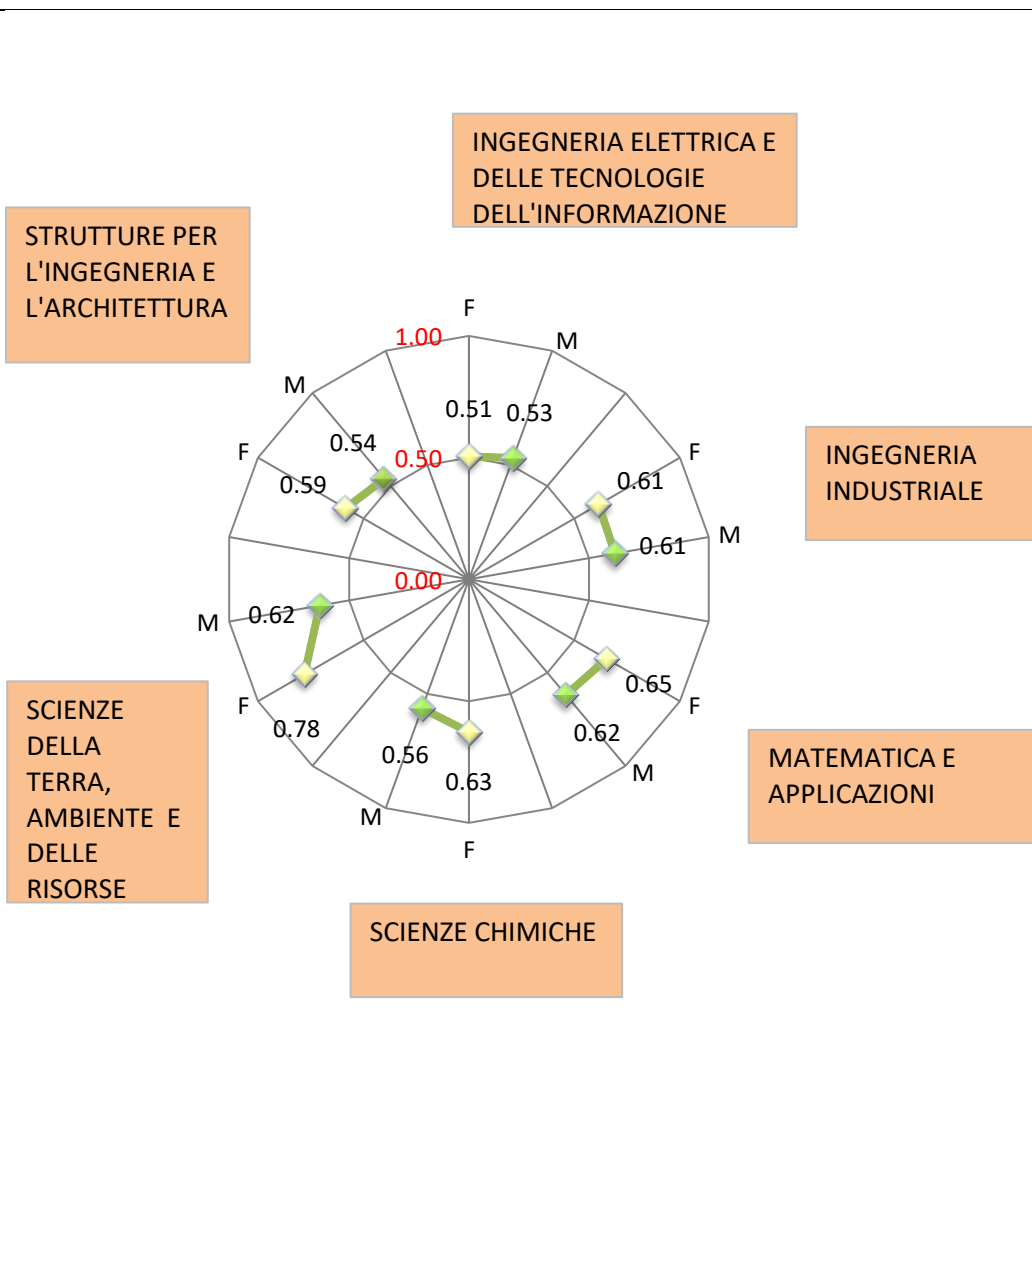 INGEGNERIA ELETTRICA E
DELLE TECNOLOGIE
DELL'INFORMAZIONE
STRUTTURE PER
L'INGEGNERIA E
L'ARCHITETTURA
F
1.00
M
M
0.51
0.53
0.54
F
0.50
F
INGEGNERIA
INDUSTRIALE
0.59
0.61
M
0.61
0.00
0.62
M
0.65
F
F
SCIENZE
DELLA
TERRA,
AMBIENTE E
DELLE
RISORSE
0.78
0.62
0.56
M
MATEMATICA E
APPLICAZIONI
0.63
M
F
SCIENZE CHIMICHE